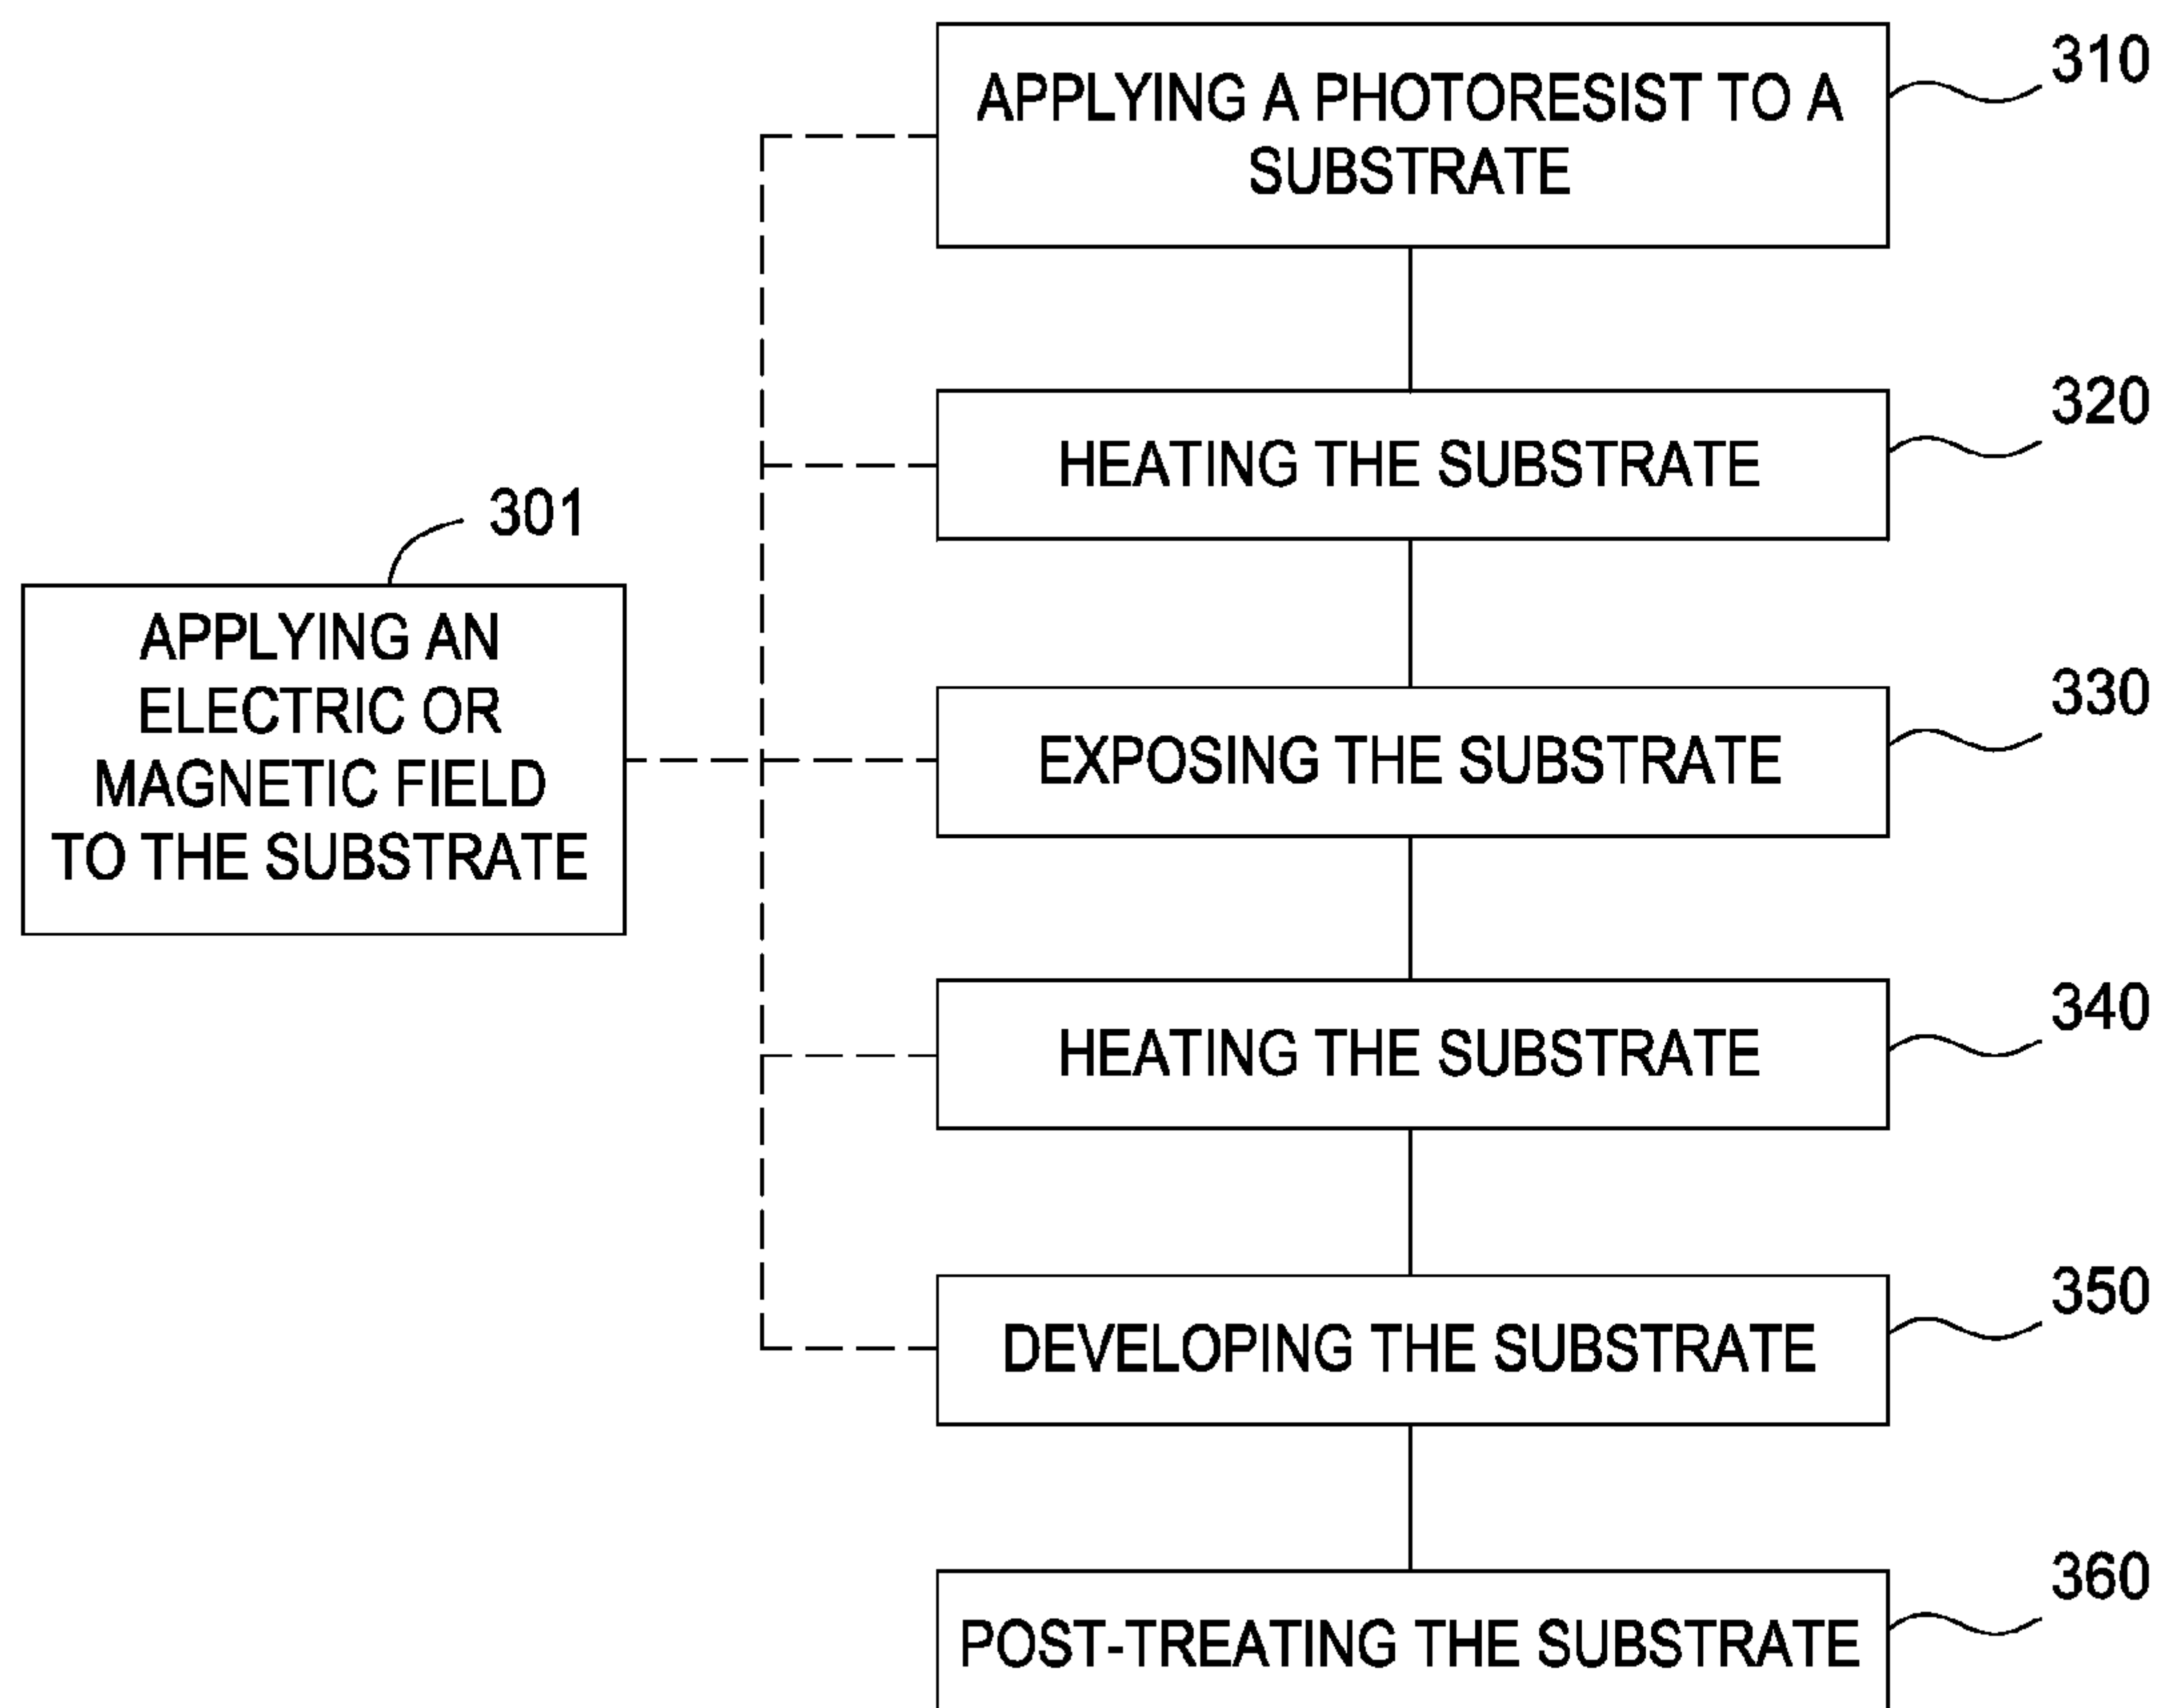 APPLYING A PHOTORESIST TO A
SUBSTRATE
310
HEATING THE SUBSTRATE
320
301
APPLYING AN
ELECTRIC OR
MAGNETIC FIELD
TO THE SUBSTRATE
EXPOSING THE SUBSTRATE
330
HEATING THE SUBSTRATE
340
DEVELOPING THE SUBSTRATE
350
POST-TREATING THE SUBSTRATE
360